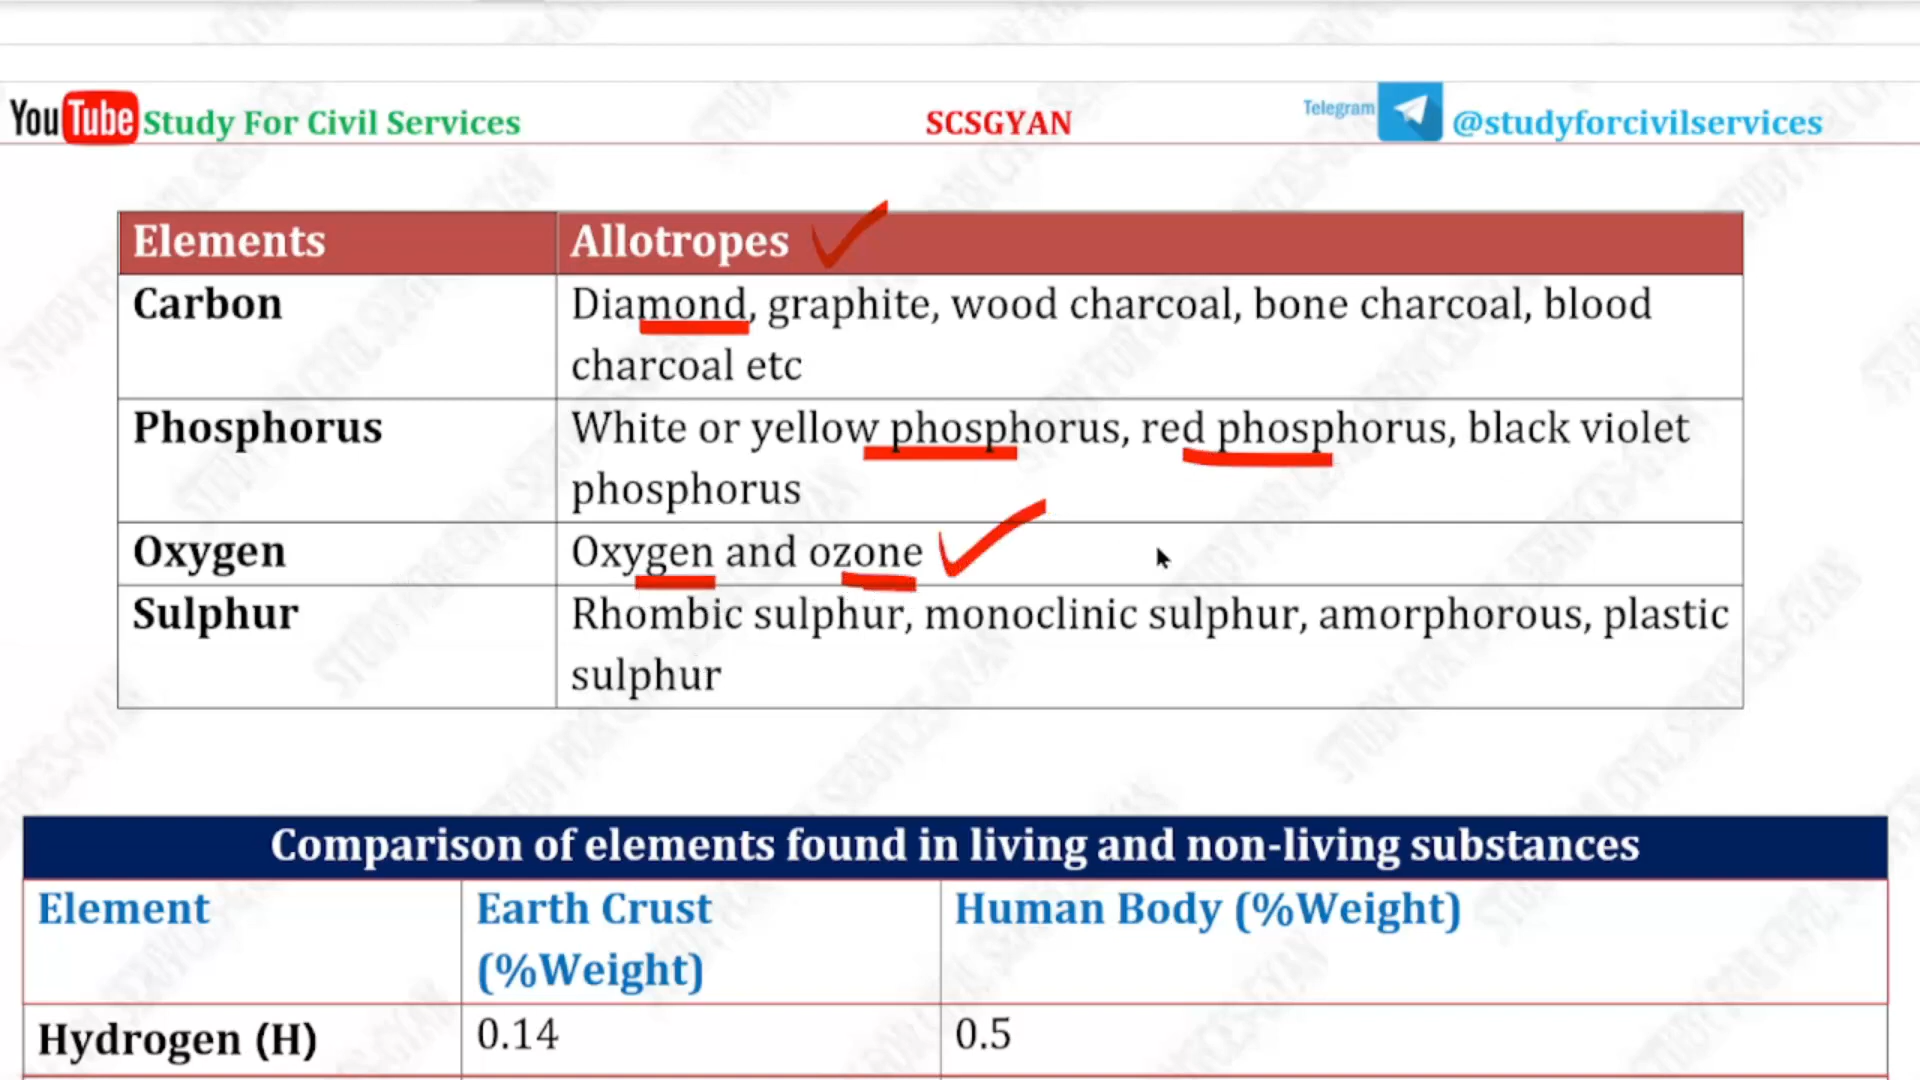 YouTube Study For Civil Services SCSGYAN Telegram @studyforcivilservices
Elements Allotropes
Carbon Diamond, graphite, wood charcoal, bone charcoal, blood
charcoal etc
Phosphorus White or yellow phosphorus, red phosphorus, black violet
phosphorus
Oxygen Oxygen and ozone
Sulphur Rhombic sulphur, monoclinic sulphur, amorphorous, plastic
sulphur
Comparison of elements found in living and non-living substances
Element Earth Crust Human Body (%Weight)
(%Weight)
Hydrogen (H) 0.14 0.5